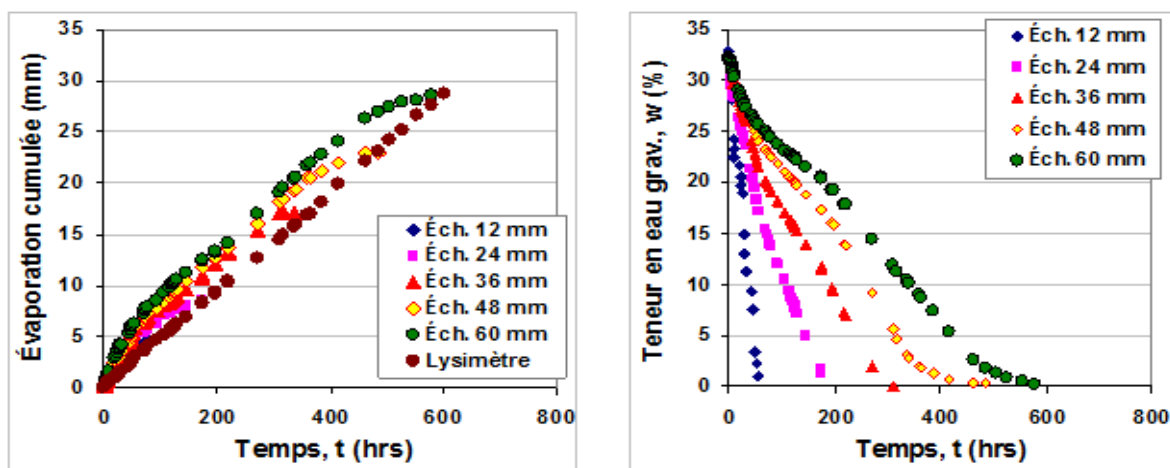 Évaporation cumulée (mm)
35
30
25
20
15
10
5
0
0 200 400 600 800
Temps, t (hrs)
Éch. 12 mm
Éch. 24 mm
Éch. 36 mm
Éch. 48 mm
Éch. 60 mm
Lysimètre
Teneur en eau grav., w (%)
35
30
25
20
15
10
5
0
0 200 400 600 800
Temps, t (hrs)
Éch. 12 mm
Éch. 24 mm
Éch. 36 mm
Éch. 48 mm
Éch. 60 mm